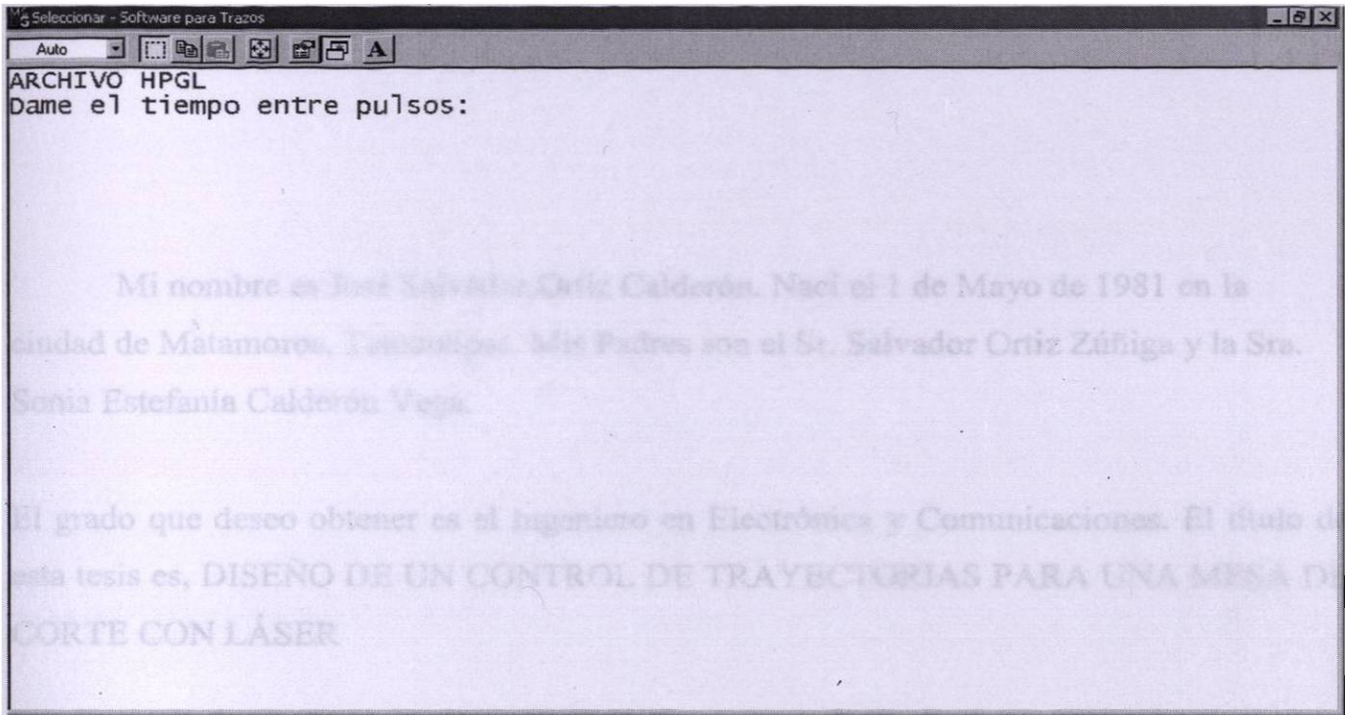 Seleccionar - Software para Trazos
Auto
A
ARCHIVO HPGL
Dame el tiempo entre pulsos:
Mi nombre es José Salvador Ortiz Calderón. Nací el 1 de Mayo de 1981 en la
ciudad de Matamoros, Tamaulipas. Mis Padres son el Sr. Salvador Ortiz Zúñiga y la Sra.
Sonia Estefanía Calderón Vega.
El grado que deseo obtener es el Ingeniero en Electrónica y Comunicaciones. El título de
esta tesis es, DISEÑO DE UN CONTROL DE TRAYECTORIAS PARA UNA MESA DE
CORTE CON LÁSER